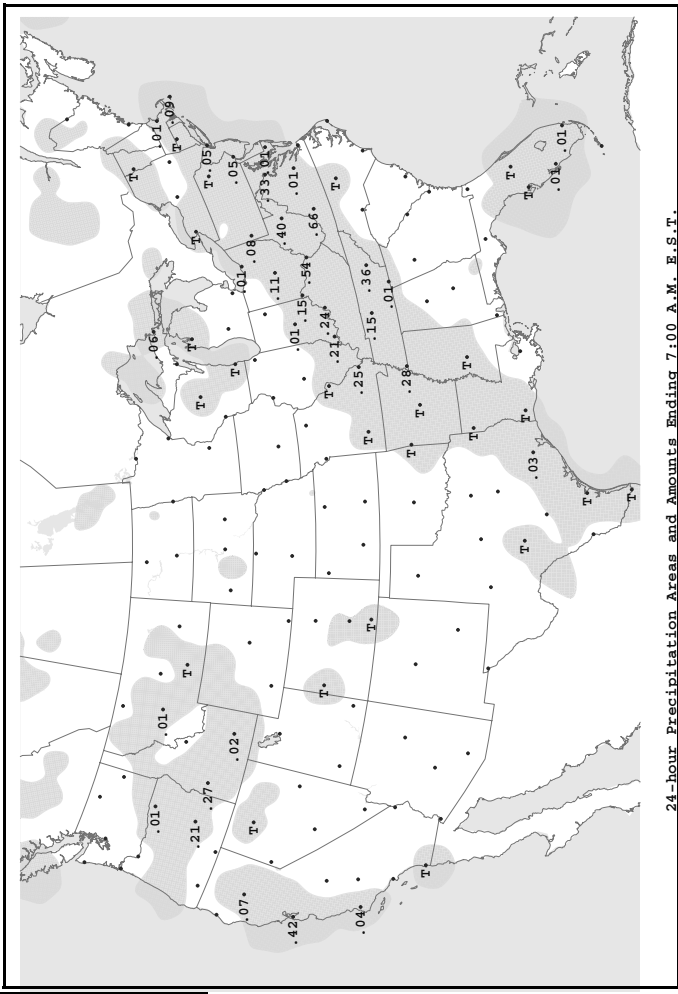 T
.01
.06
.01
.01
.09
T
T
T
.21
T
T
.27
.05
T
.05
.02
T
.01
.07
.08
T
.01
.33
.11
.40
.42
.01
.01
.15
.54
.66
T
.24
T
.21
T
.25
.04
.36
T
.15
T
.01
.28
T
T
T
T
T
T
T
T
T
.03
.01
.01
T
T
24-hour Precipitation Areas and Amounts Ending 7:00 A.M. E.S.T.